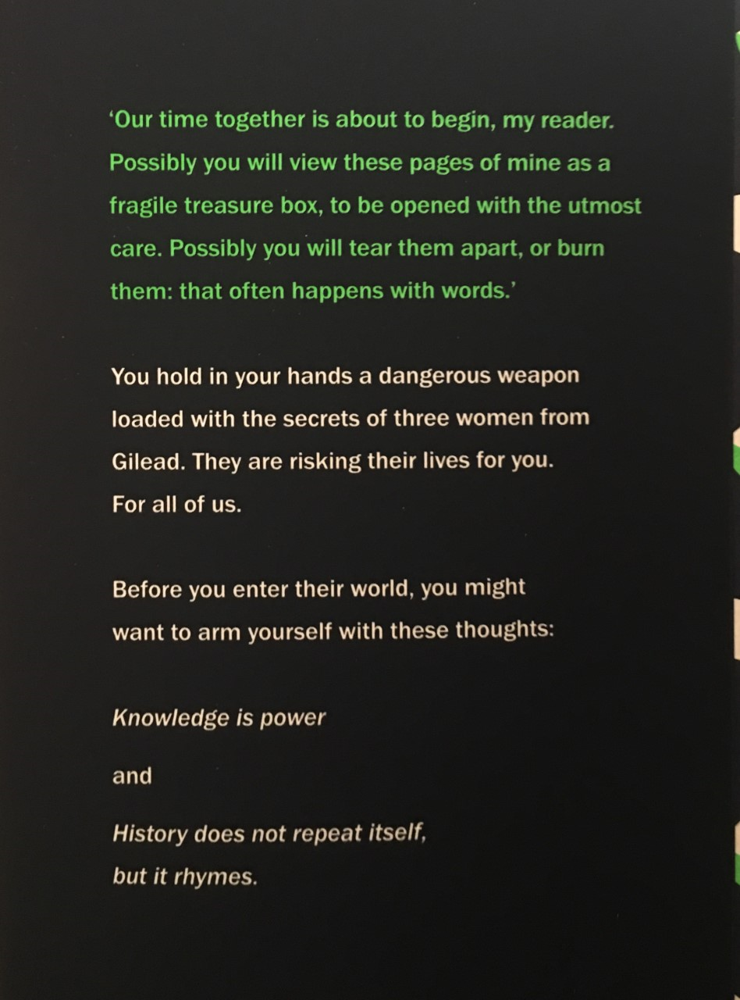 ‘Our time together is about to begin, my reader.
Possibly you will view these pages of mine as a
fragile treasure box, to be opened with the utmost
care. Possibly you will tear them apart, or burn
them: that often happens with words.’
You hold in your hands a dangerous weapon
loaded with the secrets of three women from
Gilead. They are risking their lives for you.
For all of us.
Before you enter their world, you might
want to arm yourself with these thoughts:
Knowledge is power
and
History does not repeat itself,
but it rhymes.